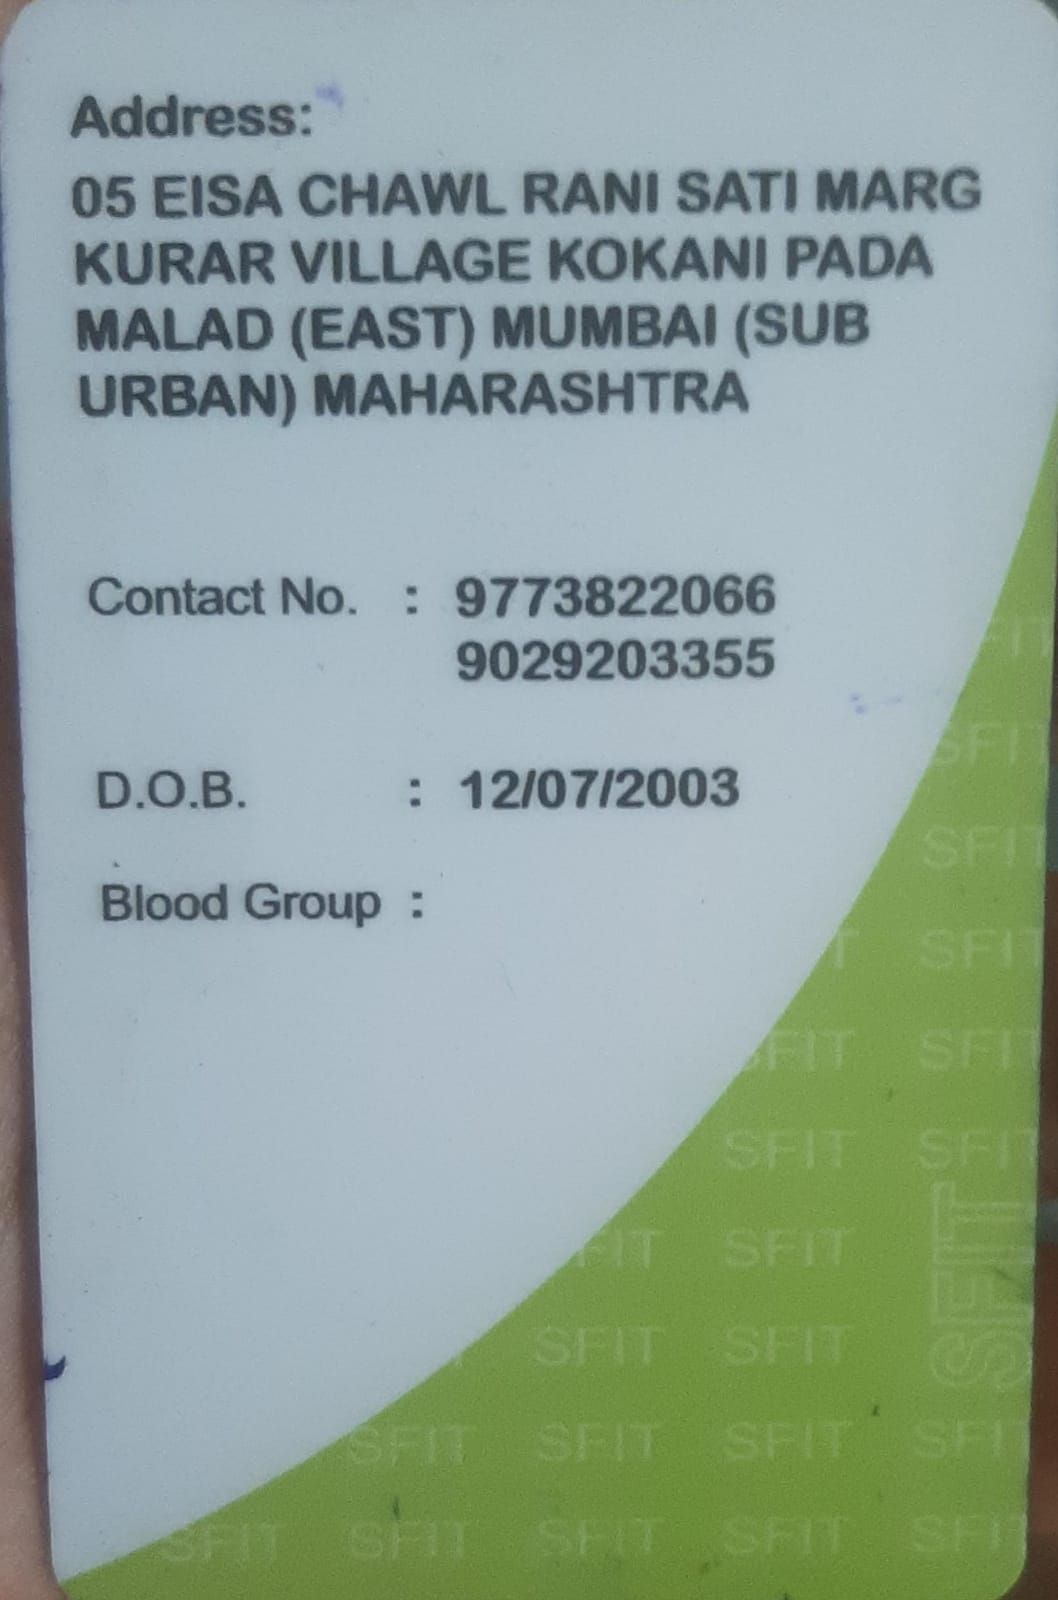 Address:
05 EISA CHAWL RANI SATI MARG
KURAR VILLAGE KOKANI PADA
MALAD (EAST) MUMBAI (SUB
URBAN) MAHARASHTRA
Contact No. : 9773822066
9029203355
D.O.B. : 12/07/2003
Blood Group :
SFIT
SFIT
SFIT
SFIT
SFIT SFIT
SFIT SFIT
SFIT SFIT
SFIT SFIT
SFIT
SFIT SFIT SFIT SFIT
SFIT SFIT SFIT SFIT SFIT